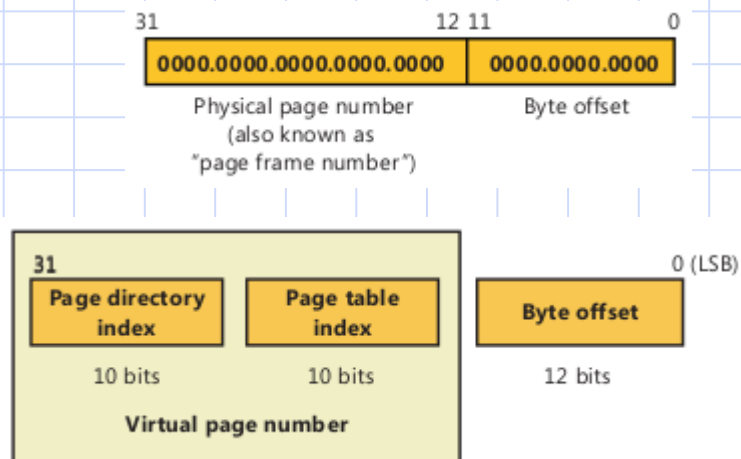 31 12 11 0
0000.0000.0000.0000.0000 0000.0000.0000
Physical page number Byte offset
(also known as
"page frame number")
31 0 (LSB)
Page directory Page table Byte offset
index index
10 bits 10 bits 12 bits
Virtual page number